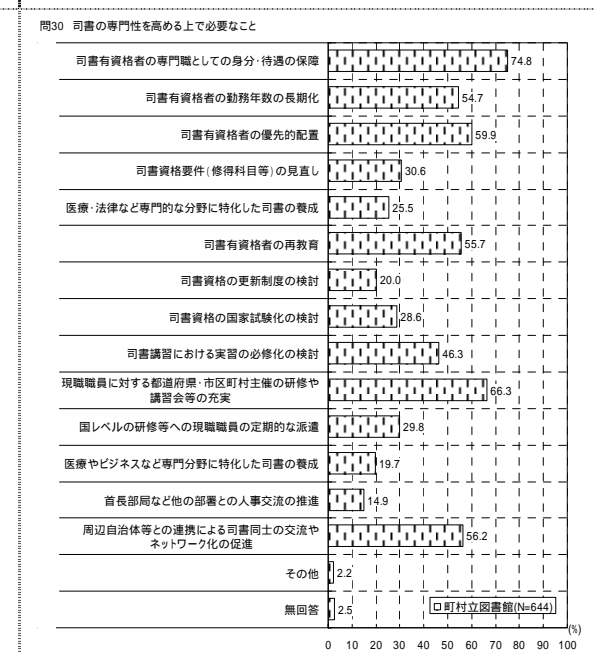 問30 司書の専門性を高める上で必要なこと
司書有資格者の専門職としての身分･待遇の保障
74.8
司書有資格者の勤務年数の長期化
54.7
司書有資格者の優先的配置
59.9
司書資格要件(修得科目等)の見直し
30.6
医療･法律など専門的な分野に特化した司書の養成
25.5
司書有資格者の再教育
55.7
司書資格の更新制度の検討
20.0
司書資格の国家試験化の検討
28.6
司書講習における実習の必修化の検討
46.3
現職職員に対する都道府県･市区町村主催の研修や
講習会等の充実
66.3
国レベルの研修等への現職職員の定期的な派遣
29.8
医療やビジネスなど専門分野に特化した司書の養成
19.7
首長部局など他の部署との人事交流の推進
14.9
周辺自治体等との連携による司書同士の交流や
ネットワーク化の促進
56.2
その他
2.2
無回答
2.5
町村立図書館(N=644)
(%)
0 10 20 30 40 50 60 70 80 90 100